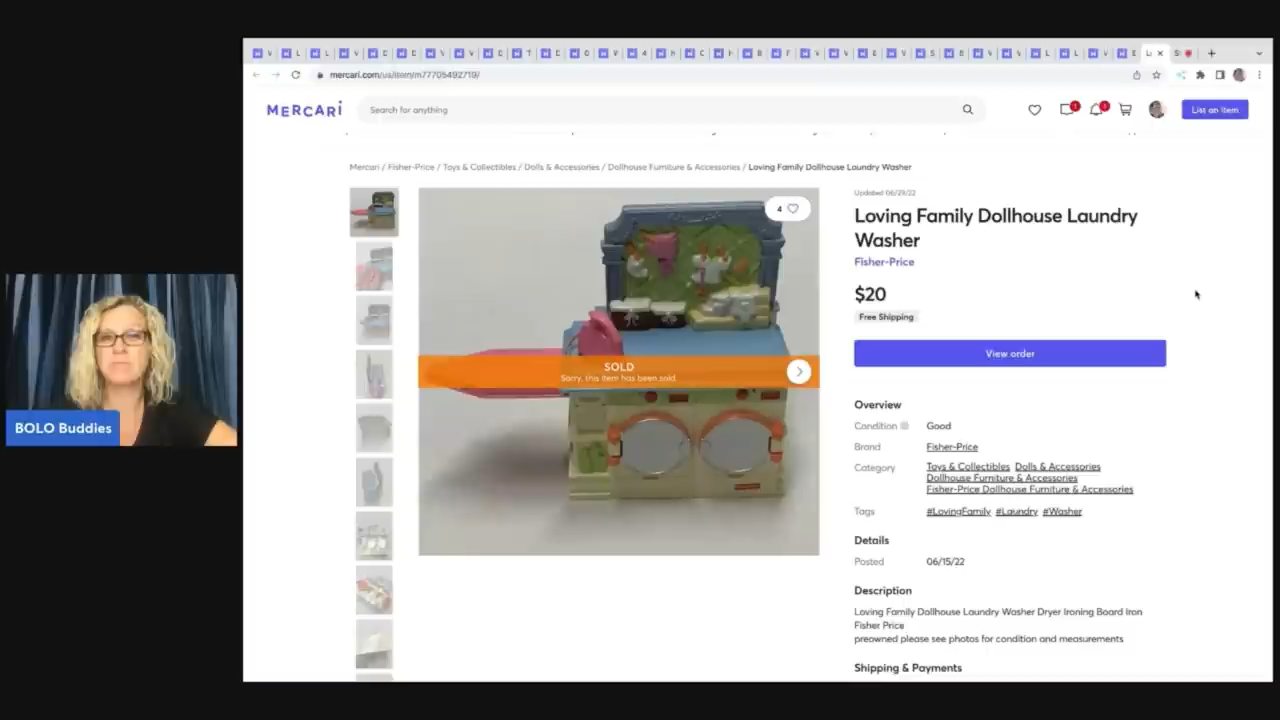 mercari.com/us/item/m77705492719/
MERCARI
Search for anything
1
List an item
Mercari / Fisher-Price / Toys & Collectibles / Dolls & Accessories / Dollhouse Furniture & Accessories / Loving Family Dollhouse Laundry Washer
4
SOLD
Sorry, this item has been sold
Updated 06/29/22
Loving Family Dollhouse Laundry
Washer
Fisher-Price
$20
Free Shipping
View order
Overview
Condition Good
Brand Fisher-Price
Category Toys & Collectibles Dolls & Accessories
Dollhouse Furniture & Accessories
Fisher-Price Dollhouse Furniture & Accessories
Tags #LovingFamily #Laundry #Washer
Details
Posted 06/15/22
Description
Loving Family Dollhouse Laundry Washer Dryer Ironing Board Iron
Fisher Price
preowned please see photos for condition and measurements
Shipping & Payments
BOLO Buddies